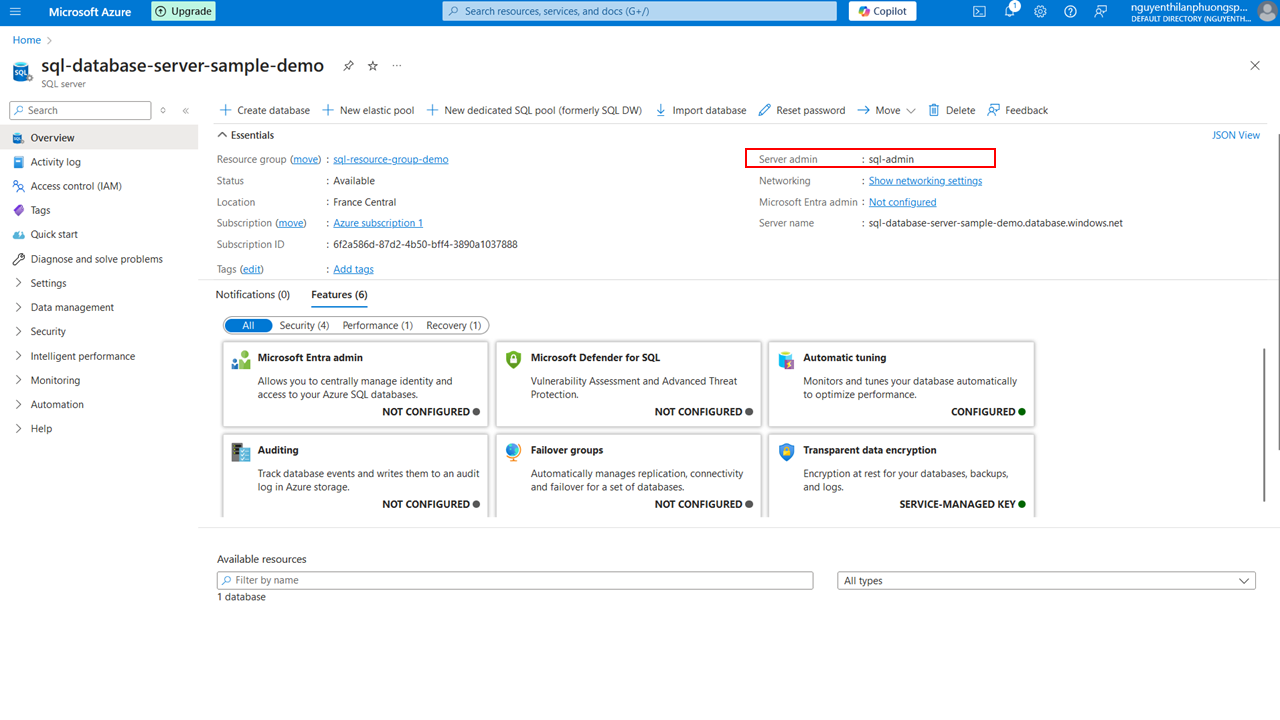 Microsoft Azure
Upgrade
Search resources, services, and docs (G+/)
Copilot
1
nguyenthilanphuongsp...
DEFAULT DIRECTORY (NGUYENTH...
Home
sql-database-server-sample-demo
SQL server
Search
Overview
Activity log
Access control (IAM)
Tags
Quick start
Diagnose and solve problems
Settings
Data management
Security
Intelligent performance
Monitoring
Automation
Help
Create database
New elastic pool
New dedicated SQL pool (formerly SQL DW)
Import database
Reset password
Move
Delete
Feedback
Essentials
JSON View
Resource group (move) : sql-resource-group-demo
Status : Available
Location : France Central
Subscription (move) : Azure subscription 1
Subscription ID : 6f2a586d-87d2-4b50-bff4-3890a1037888
Tags (edit) : Add tags
Server admin : sql-admin
Networking : Show networking settings
Microsoft Entra admin : Not configured
Server name : sql-database-server-sample-demo.database.windows.net
Notifications (0)
Features (6)
All
Security (4)
Performance (1)
Recovery (1)
Microsoft Entra admin
Allows you to centrally manage identity and
access to your Azure SQL databases.
NOT CONFIGURED
Microsoft Defender for SQL
Vulnerability Assessment and Advanced Threat
Protection.
NOT CONFIGURED
Automatic tuning
Monitors and tunes your database automatically
to optimize performance.
CONFIGURED
Auditing
Track database events and writes them to an audit
log in Azure storage.
NOT CONFIGURED
Failover groups
Automatically manages replication, connectivity
and failover for a set of databases.
NOT CONFIGURED
Transparent data encryption
Encryption at rest for your databases, backups,
and logs.
SERVICE-MANAGED KEY
Available resources
Filter by name
All types
1 database